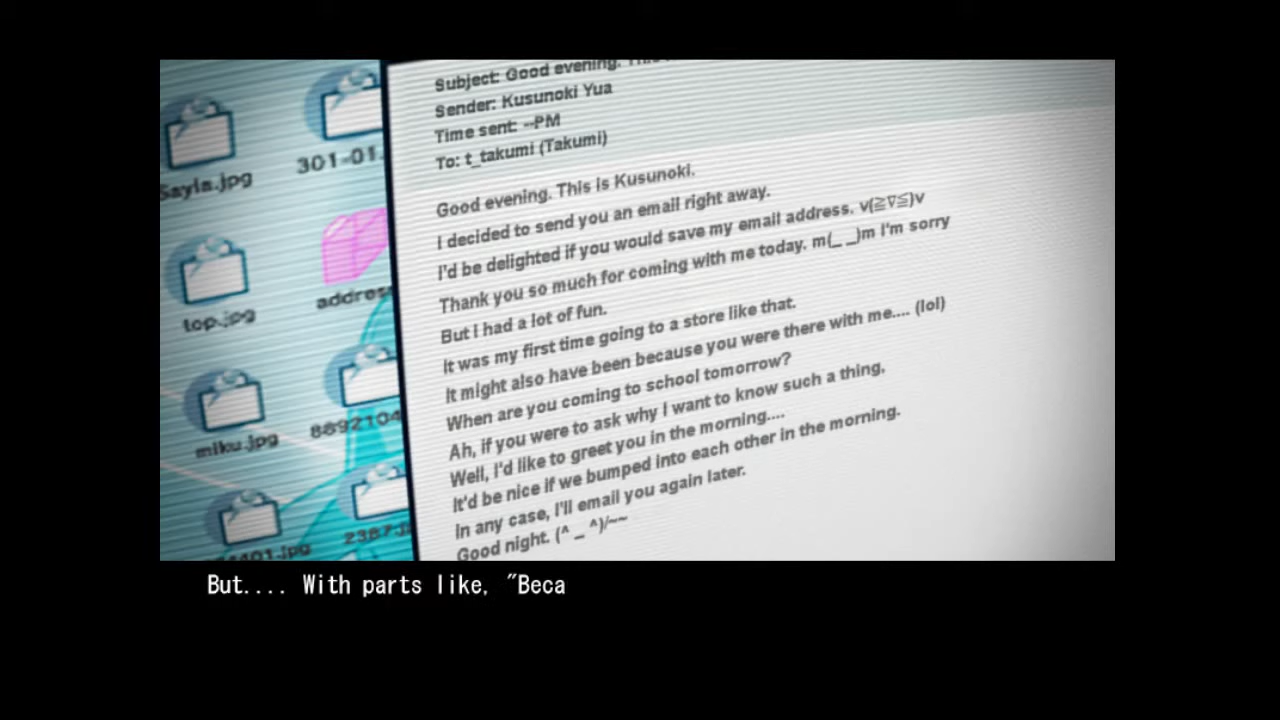 Sayla.jpg
301-01.
top.jpg
address
miku.jpg
8892104
4401.jpg
2387.j
Subject: Good evening. This
Sender: Kusunoki Yua
Time sent: --PM
To: t_takumi (Takumi)
Good evening. This is Kusunoki.
I decided to send you an email right away.
I'd be delighted if you would save my email address. v(≧∇≦)v
Thank you so much for coming with me today. m(_ _)m I'm sorry
But I had a lot of fun.
It was my first time going to a store like that.
It might also have been because you were there with me.... (lol)
When are you coming to school tomorrow?
Ah, if you were to ask why I want to know such a thing,
Well, I'd like to greet you in the morning....
It'd be nice if we bumped into each other in the morning.
In any case, I'll email you again later.
Good night. (^ _ ^)/~~
But.... With parts like, "Beca